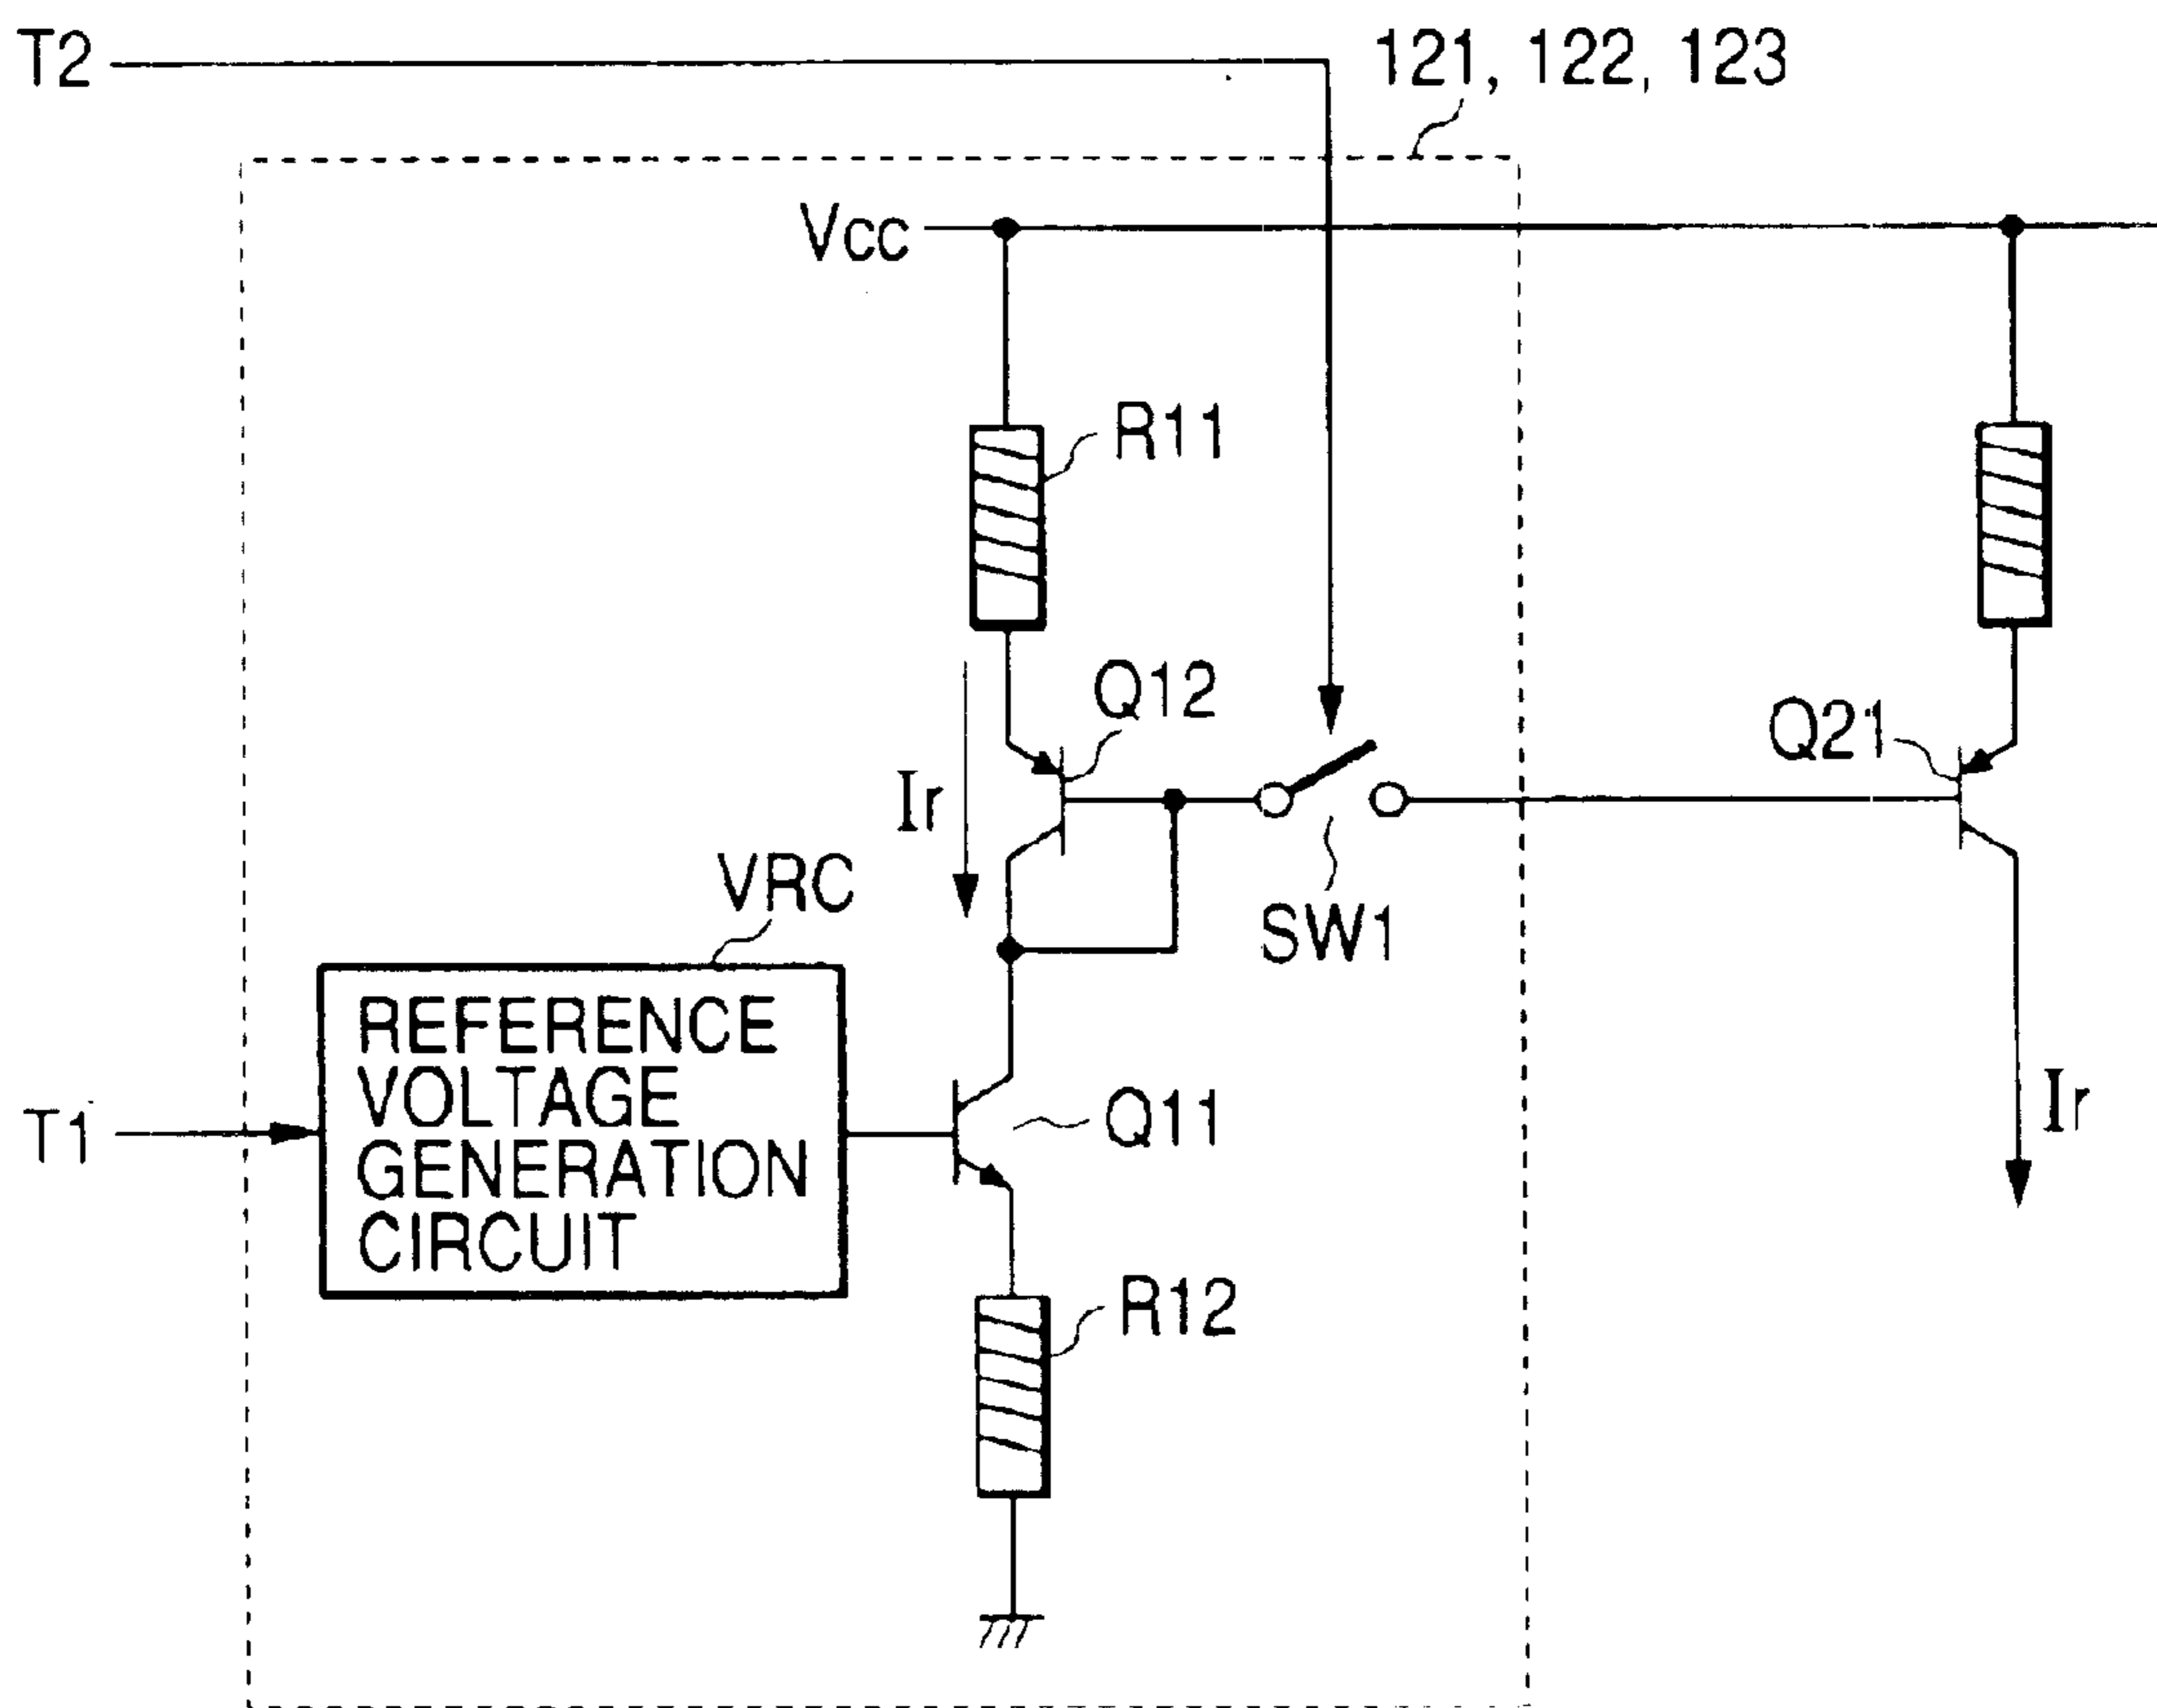 T2
121, 122, 123
Vcc
R11
Q12
Q21
Ir
VRC
SW1
REFERENCE
VOLTAGE
GENERATION
CIRCUIT
T1
Q11
Ir
R12